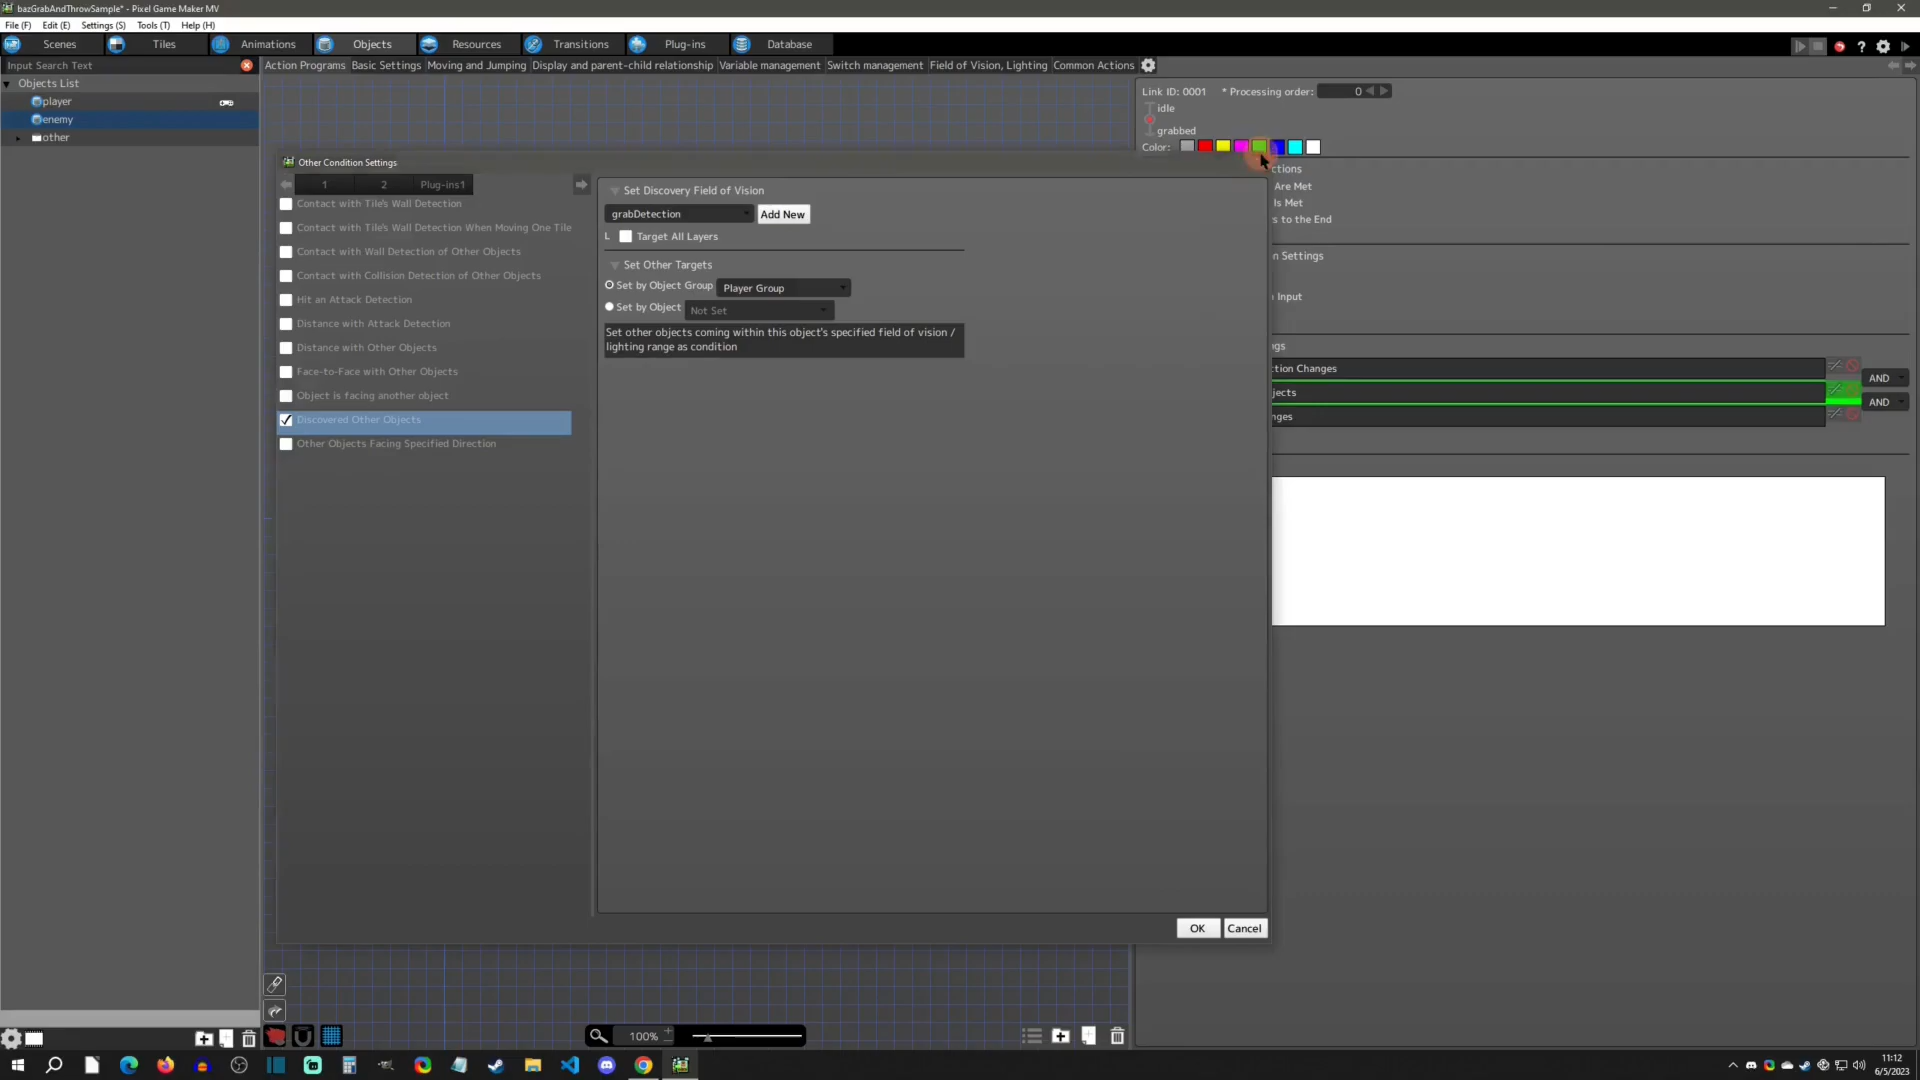 bazGrabAndThrowSample* - Pixel Game Maker MV
File (F) Edit (E) Settings (S) Tools (T) Help (H)
Scenes Tiles Animations Objects Resources Transitions Plug-ins Database
Input Search Text
Action Programs Basic Settings Moving and Jumping Display and parent-child relationship Variable management Switch management Field of Vision, Lighting Common Actions
Objects List
player
enemy
other
Link ID: 0001 * Processing order: 0
idle
grabbed
Color:
Other Condition Settings
1 2 Plug-ins1
Contact with Tile's Wall Detection
Contact with Tile's Wall Detection When Moving One Tile
Contact with Wall Detection of Other Objects
Contact with Collision Detection of Other Objects
Hit an Attack Detection
Distance with Attack Detection
Distance with Other Objects
Face-to-Face with Other Objects
Object is facing another object
Discovered Other Objects
Other Objects Facing Specified Direction
Set Discovery Field of Vision
grabDetection Add New
L Target All Layers
Set Other Targets
Set by Object Group Player Group
Set by Object Not Set
Set other objects coming within this object's specified field of vision /
lighting range as condition
ctions
Are Met
Is Met
s to the End
n Settings
Input
ngs
ction Changes
AND
jects
AND
nges
OK Cancel
100%
11:12
6/5/2023